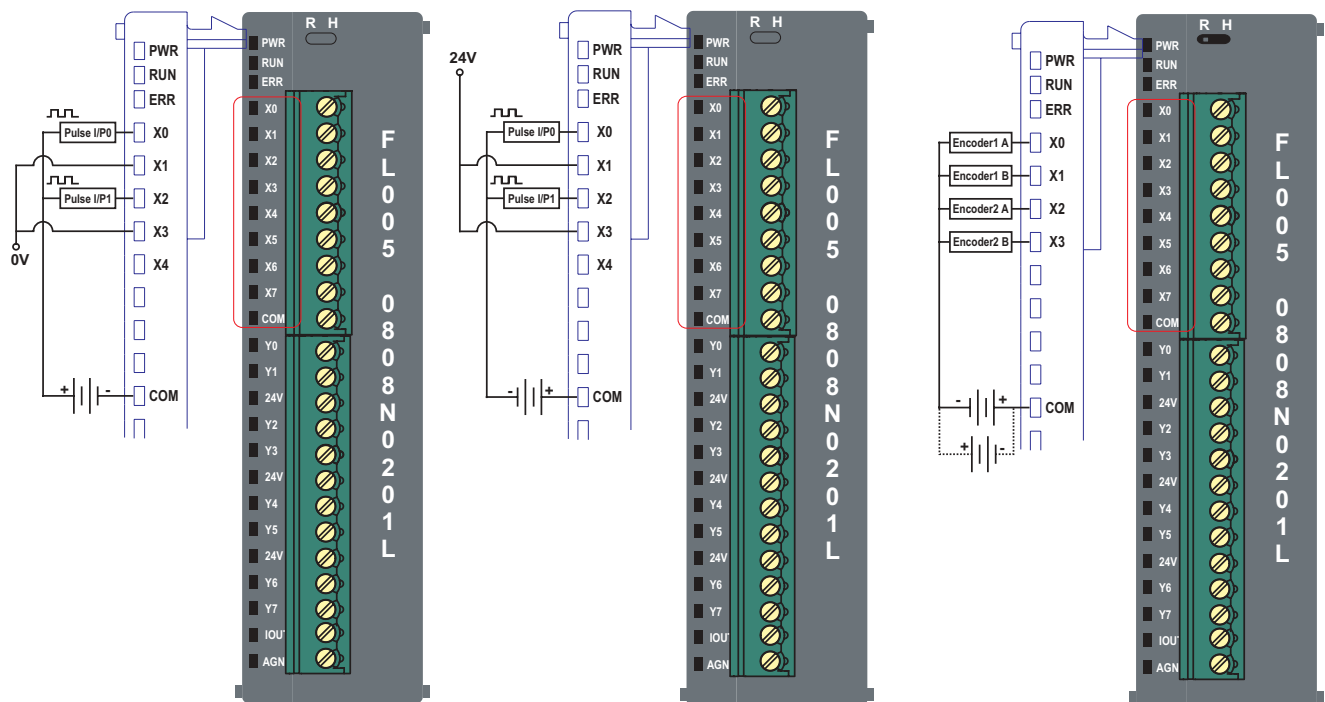 PWR
RUN
ERR
Pulse I/P0
X0
X1
Pulse I/P1
X2
X3
0V
X4
+
-
COM
R H
PWR
RUN
ERR
X0
X1
X2
X3
X4
X5
X6
X7
COM
Y0
Y1
24V
Y2
Y3
24V
Y4
Y5
24V
Y6
Y7
IOUT
AGN
FL005 0808N0201L
24V
PWR
RUN
ERR
Pulse I/P0
X0
X1
Pulse I/P1
X2
X3
X4
-
+
COM
R H
PWR
RUN
ERR
X0
X1
X2
X3
X4
X5
X6
X7
COM
Y0
Y1
24V
Y2
Y3
24V
Y4
Y5
24V
Y6
Y7
IOUT
AGN
FL005 0808N0201L
PWR
RUN
ERR
Encoder1 A
X0
Encoder1 B
X1
Encoder2 A
X2
Encoder2 B
X3
-
+
COM
+
-
R H
PWR
RUN
ERR
X0
X1
X2
X3
X4
X5
X6
X7
COM
Y0
Y1
24V
Y2
Y3
24V
Y4
Y5
24V
Y6
Y7
IOUT
AGN
FL005 0808N0201L